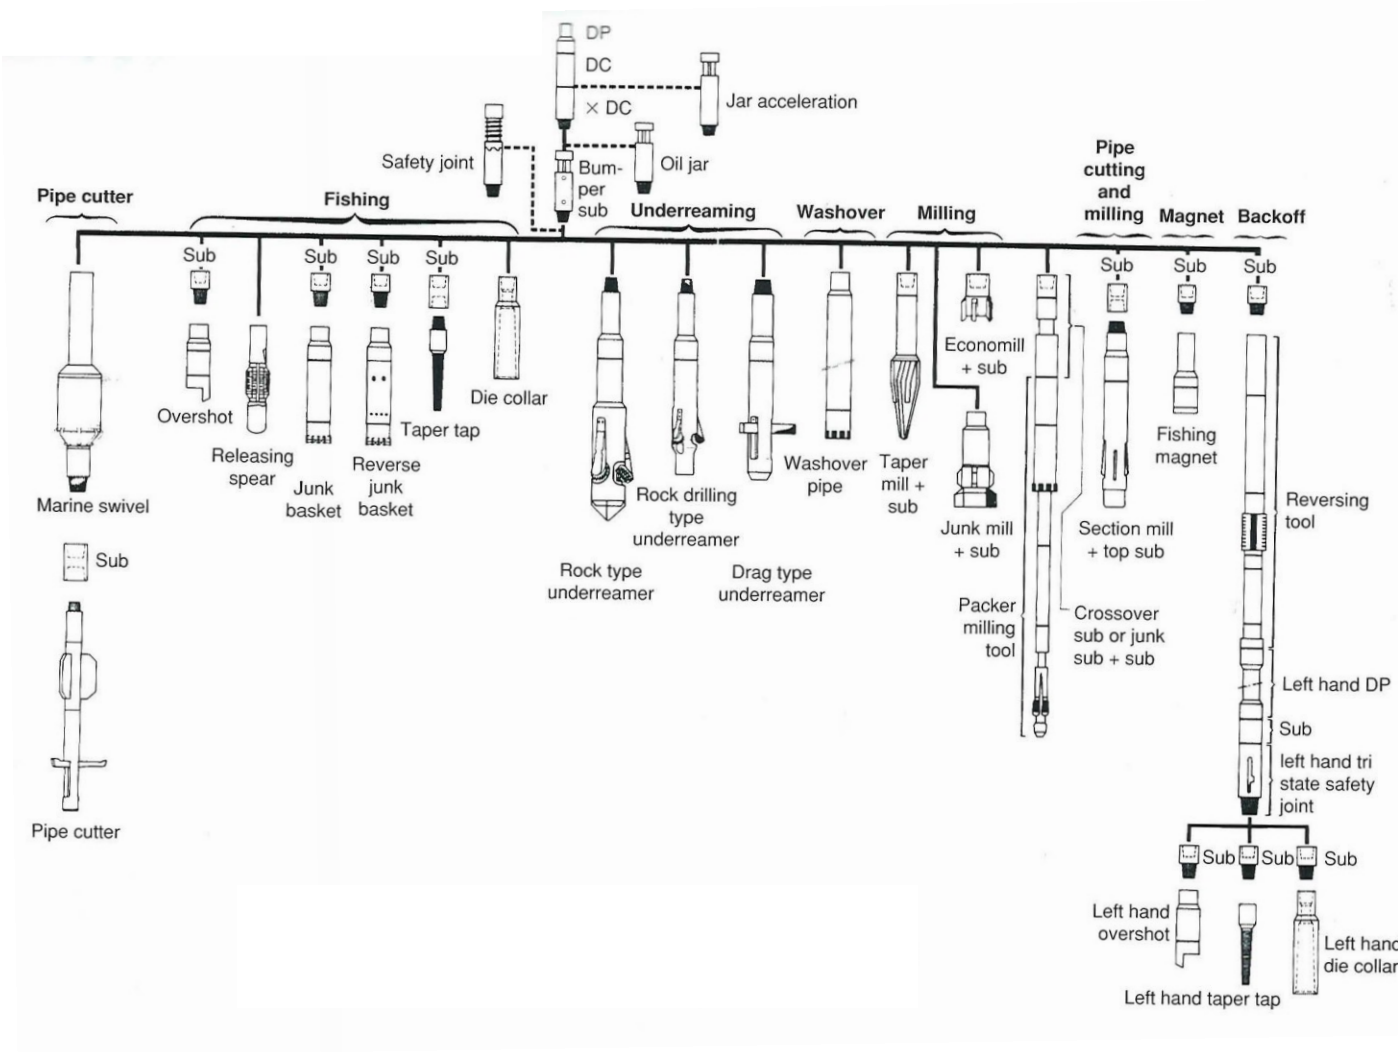 DP
DC
× DC
Jar acceleration
Safety joint
Oil jar
Bum-
per
sub
Pipe cutter
Fishing
Underreaming
Washover
Milling
Pipe
cutting
and
milling
Magnet
Backoff
Sub
Sub
Sub
Sub
Sub
Sub
Sub
Overshot
Releasing
spear
Junk
basket
Reverse
junk
basket
Taper tap
Die collar
Marine swivel
Sub
Pipe cutter
Rock type
underreamer
Rock drilling
type
underreamer
Drag type
underreamer
Washover
pipe
Taper
mill +
sub
Economill
+ sub
Junk mill
+ sub
Packer
milling
tool
Crossover
sub or junk
sub + sub
Section mill
+ top sub
Fishing
magnet
Reversing
tool
Left hand DP
Sub
left hand tri
state safety
joint
Sub
Sub
Sub
Left hand
overshot
Left hand taper tap
Left hand
die collar